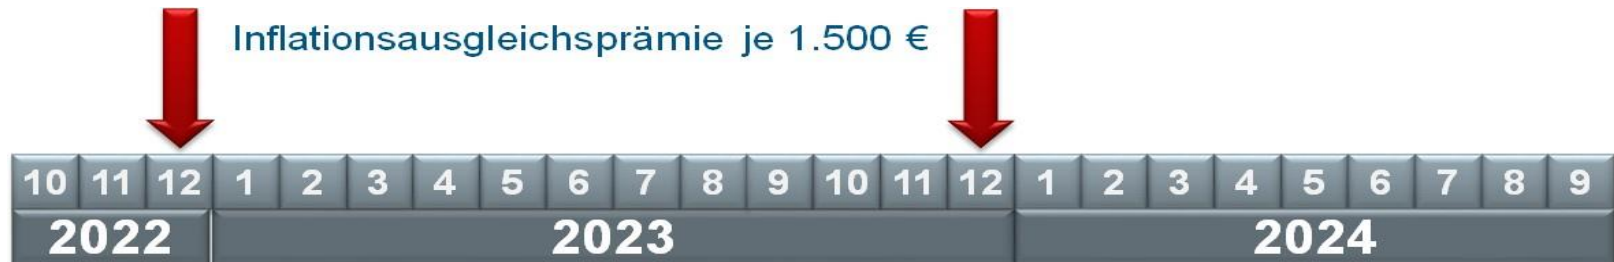 Inflationsausgleichsprämie je 1.500 €
10 11 12 1 2 3 4 5 6 7 8 9 10 11 12 1 2 3 4 5 6 7 8 9
2022 2023 2024